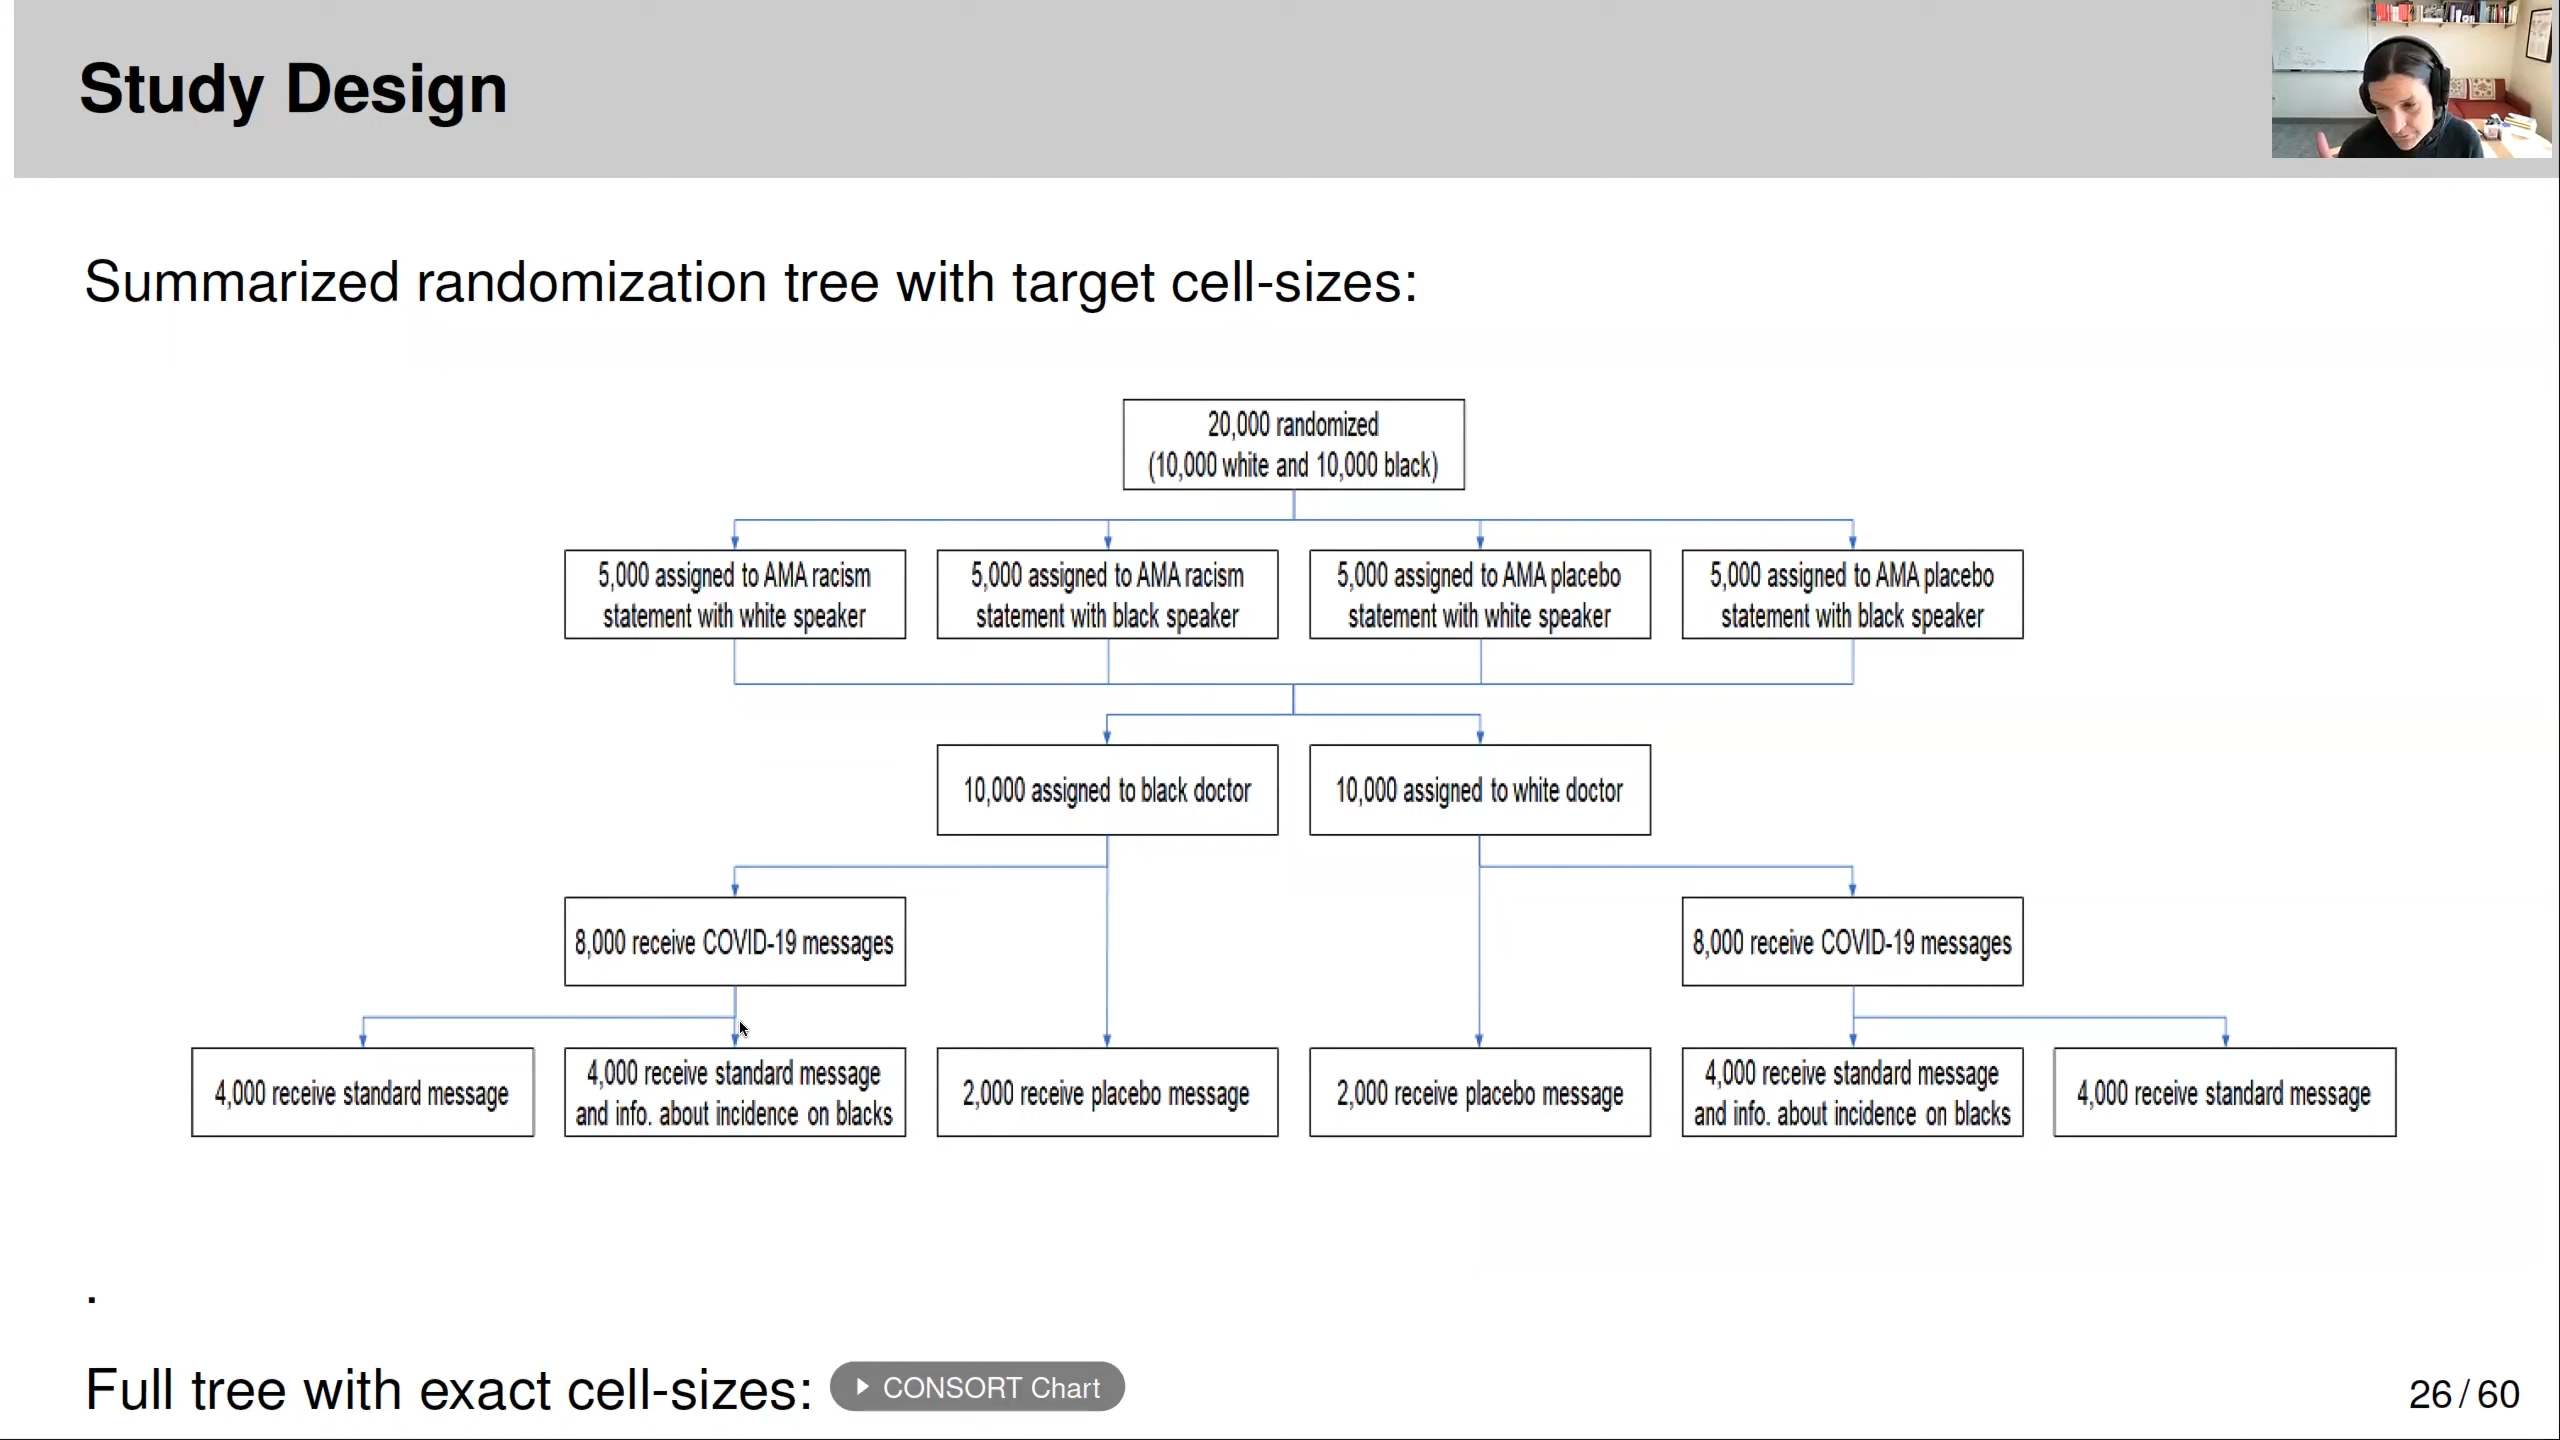 Study Design
Summarized randomization tree with target cell-sizes:
20,000 randomized
(10,000 white and 10,000 black)
5,000 assigned to AMA racism
statement with white speaker
5,000 assigned to AMA racism
statement with black speaker
5,000 assigned to AMA placebo
statement with white speaker
5,000 assigned to AMA placebo
statement with black speaker
10,000 assigned to black doctor
10,000 assigned to white doctor
8,000 receive COVID-19 messages
8,000 receive COVID-19 messages
4,000 receive standard message
4,000 receive standard message
and info. about incidence on blacks
2,000 receive placebo message
2,000 receive placebo message
4,000 receive standard message
and info. about incidence on blacks
4,000 receive standard message
.
Full tree with exact cell-sizes: CONSORT Chart
26/60